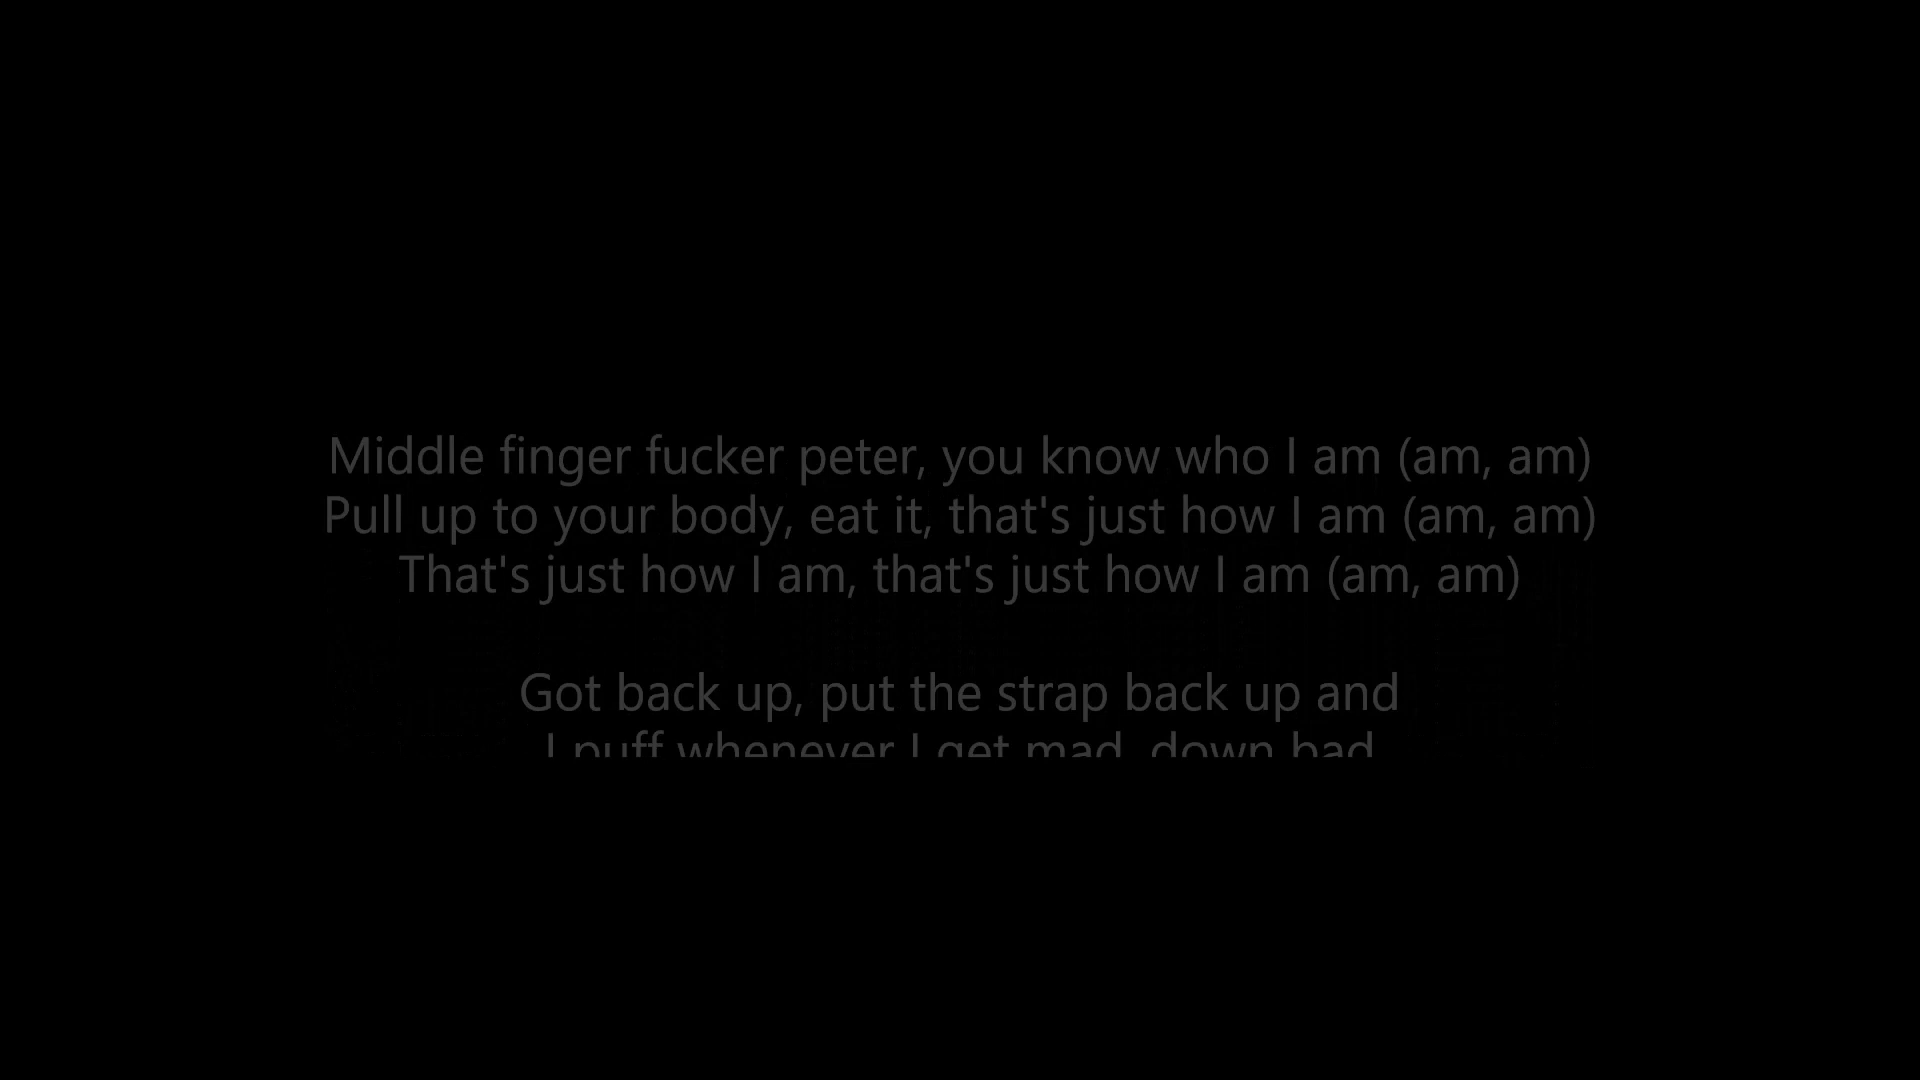 Middle finger fucker peter, you know who I am (am, am)
Pull up to your body, eat it, that's just how I am (am, am)
That's just how I am, that's just how I am (am, am)
Got back up, put the strap back up and
I puff whenever I get mad, down bad